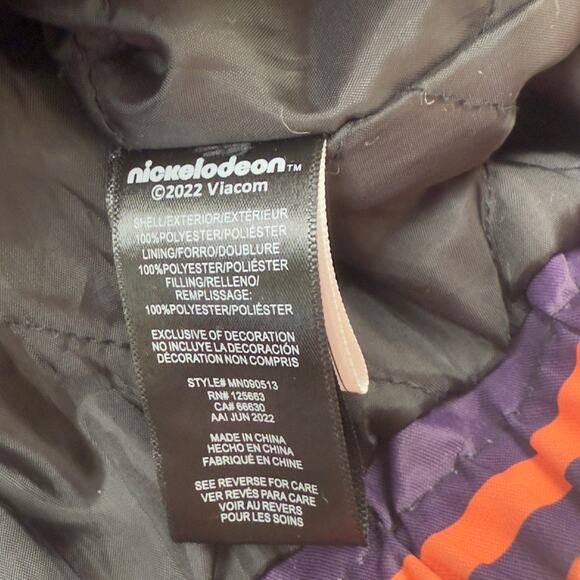 nickelodeon™
©2022 Viacom
SHELL/EXTERIOR/EXTÉRIEUR
100%POLYESTER/POLIÉSTER
LINING/FORRO/DOUBLURE
100%POLYESTER/POLIÉSTER
FILLING/RELLENO/
REMPLISSAGE:
100%POLYESTER/POLIÉSTER
EXCLUSIVE OF DECORATION
NO INCLUYE LA DECORACIÓN
DÉCORATION NON COMPRIS
STYLE# MN090513
RN# 125663
CA# 66630
AAI JUN 2022
MADE IN CHINA
HECHO EN CHINA
FABRIQUÉ EN CHINE
SEE REVERSE FOR CARE
VER REVÉS PARA CARE
VOIR AU REVERS
POUR LES SOINS